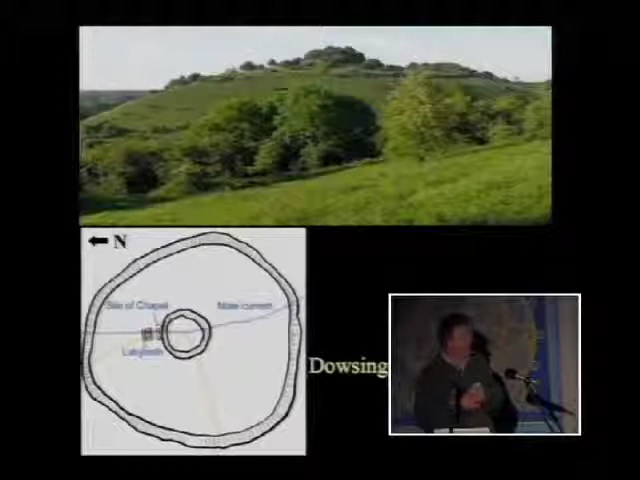 N
Site of Chapel
Male current
Labyrinth
Dowsing